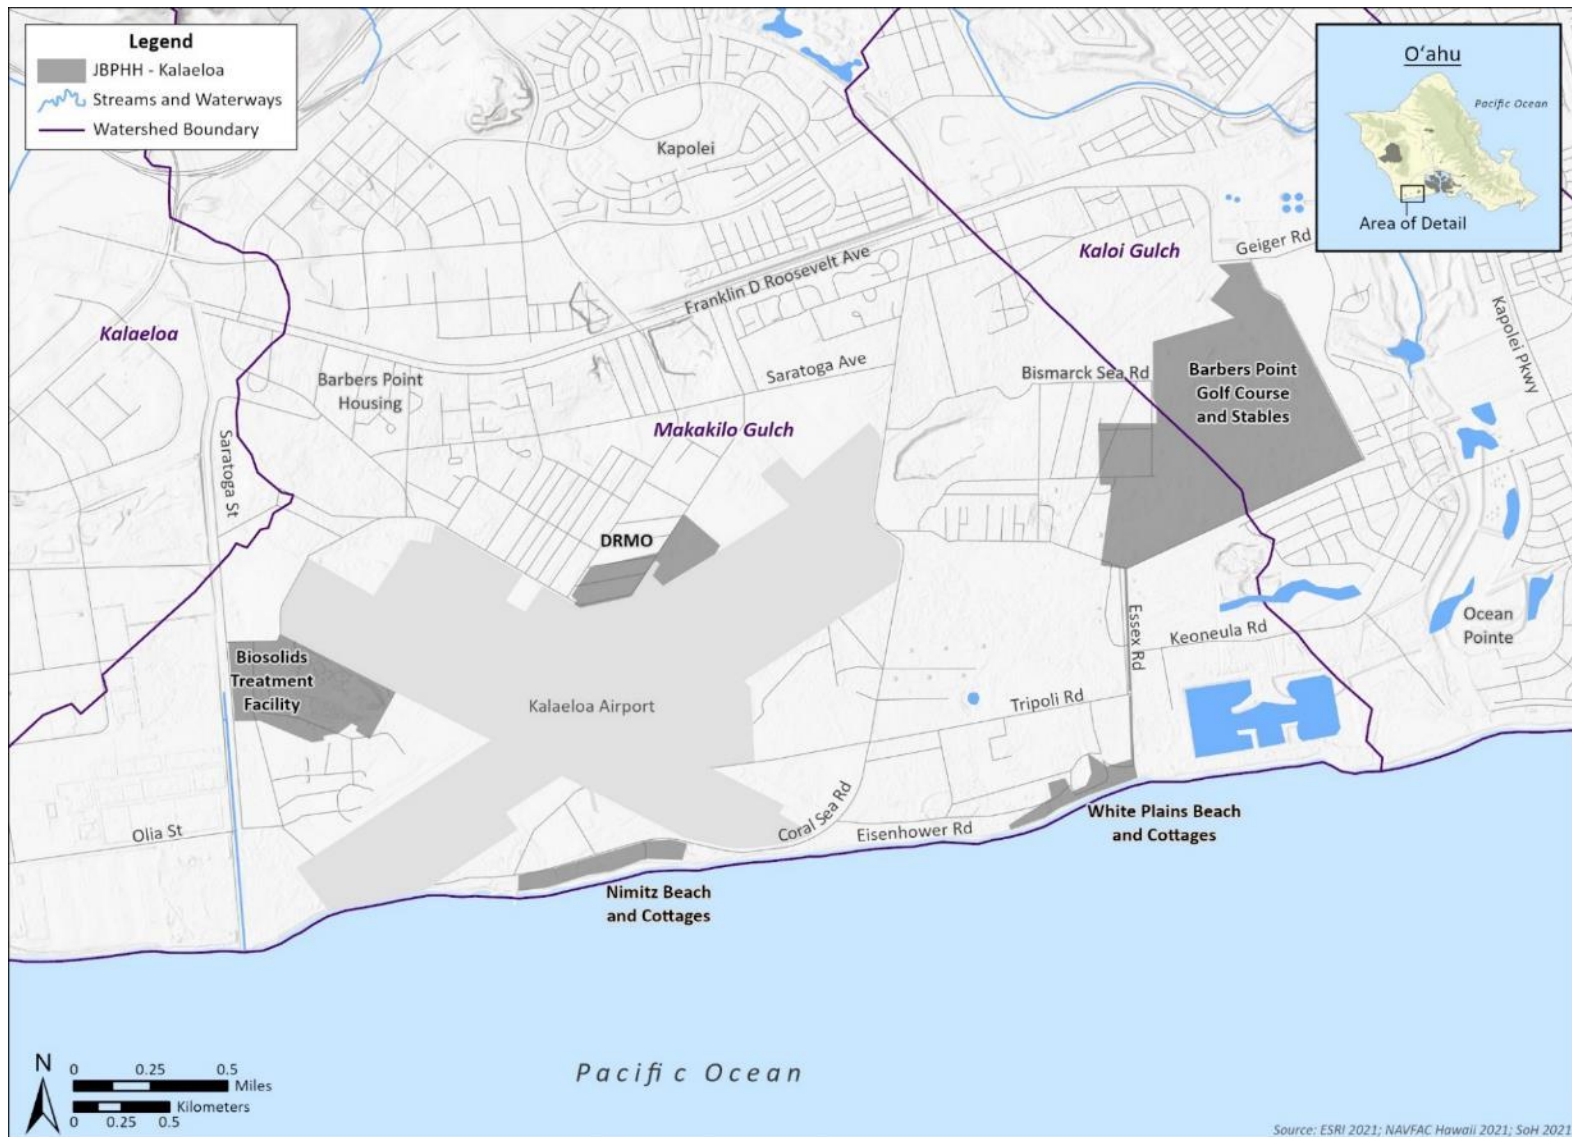 Legend
JBPHH - Kalaeloa
Streams and Waterways
Watershed Boundary
O‘ahu
Pacific Ocean
Area of Detail
Kapolei
Geiger Rd
Kaloi Gulch
Franklin D Roosevelt Ave
Kapolei Pkwy
Kalaeloa
Barbers Point
Housing
Saratoga Ave
Bismarck Sea Rd
Barbers Point
Golf Course
and Stables
Makakilo Gulch
Saratoga St
DRMO
Essex Rd
Keoneula Rd
Ocean
Pointe
Biosolids
Treatment
Facility
Kalaeloa Airport
Tripoli Rd
Olia St
Coral Sea Rd
Eisenhower Rd
White Plains Beach
and Cottages
Nimitz Beach
and Cottages
Pacific Ocean
N
0 0.25 0.5
Miles
Kilometers
0 0.25 0.5
Source: ESRI 2021; NAVFAC Hawaii 2021; SoH 2021